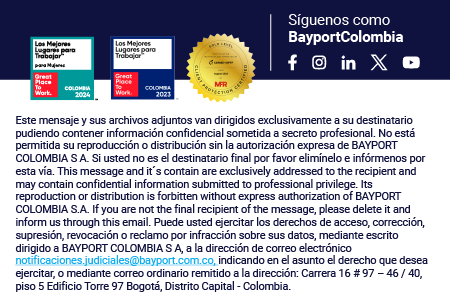 Síguenos como
BayportColombia
Los Mejores
Lugares para
Trabajar™
para Mujeres
Great
Place
To
Work.
COLOMBIA
2024
Los Mejores
Lugares para
Trabajar™
Great
Place
To
Work.
COLOMBIA
2023
GOLD LEVEL
CLIENT PROTECTION CERTIFIED
MFR
Este mensaje y sus archivos adjuntos van dirigidos exclusivamente a su destinatario
pudiendo contener información confidencial sometida a secreto profesional. No está
permitida su reproducción o distribución sin la autorización expresa de BAYPORT
COLOMBIA S.A. Si usted no es el destinatario final por favor elimínelo e infórmenos por
esta vía. This message and it´s contain are exclusively addressed to the recipient and
may contain confidential information submitted to professional privilege. Its
reproduction or distribution is forbidden without express authorization of BAYPORT
COLOMBIA S.A. If you are not the final recipient of the message, please delete it and
inform us through this email. Puede usted ejercitar los derechos de acceso, corrección,
supresión, revocación o reclamo por infracción sobre sus datos, mediante escrito
dirigido a BAYPORT COLOMBIA S A, a la dirección de correo electrónico
notificaciones.judiciales@bayport.com.co, indicando en el asunto el derecho que desea
ejercitar, o mediante correo ordinario remitido a la dirección: Carrera 16 # 97 – 46 / 40,
piso 5 Edificio Torre 97 Bogotá, Distrito Capital - Colombia.